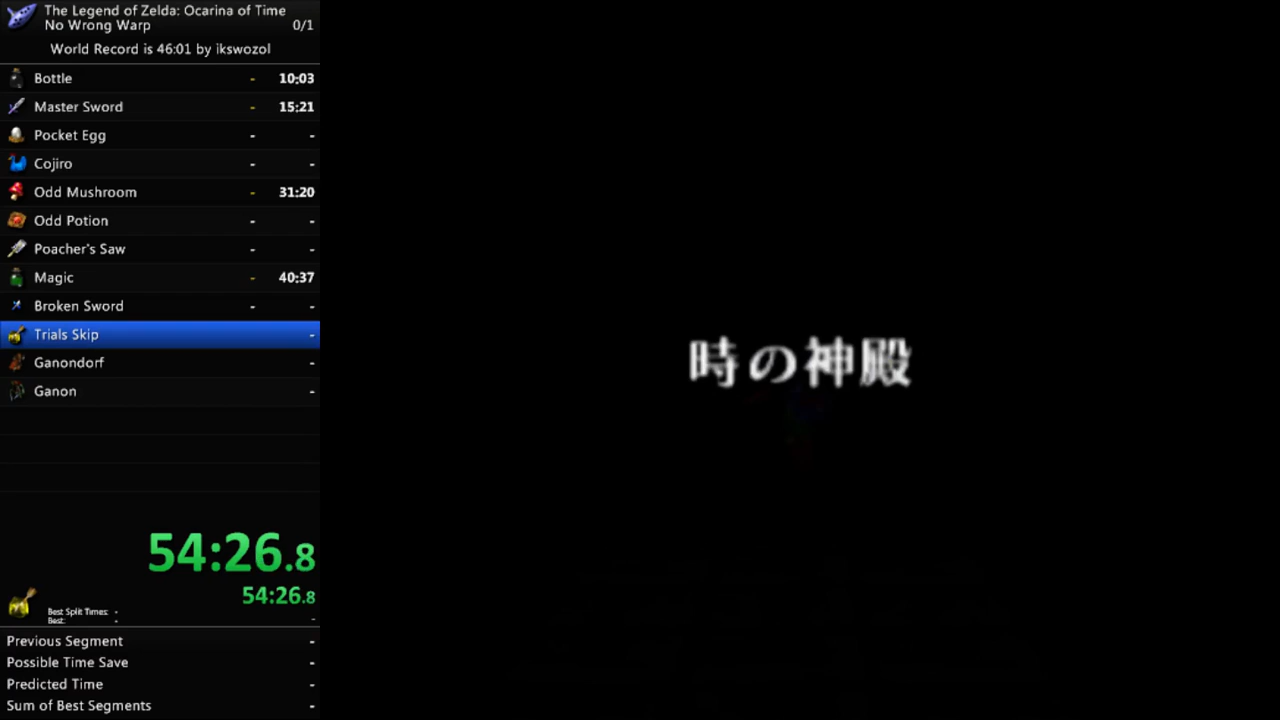 The Legend of Zelda: Ocarina of Time
No Wrong Warp 0/1
World Record is 46:01 by ikswozol
Bottle - 10:03
Master Sword - 15:21
Pocket Egg - -
Cojiro - -
Odd Mushroom - 31:20
Odd Potion - -
Poacher's Saw - -
Magic - 40:37
Broken Sword - -
Trials Skip -
Ganondorf -
Ganon -
54:26.8
54:26.8
Best Split Times: -
Best: - -
Previous Segment -
Possible Time Save -
Predicted Time -
Sum of Best Segments -
時の神殿